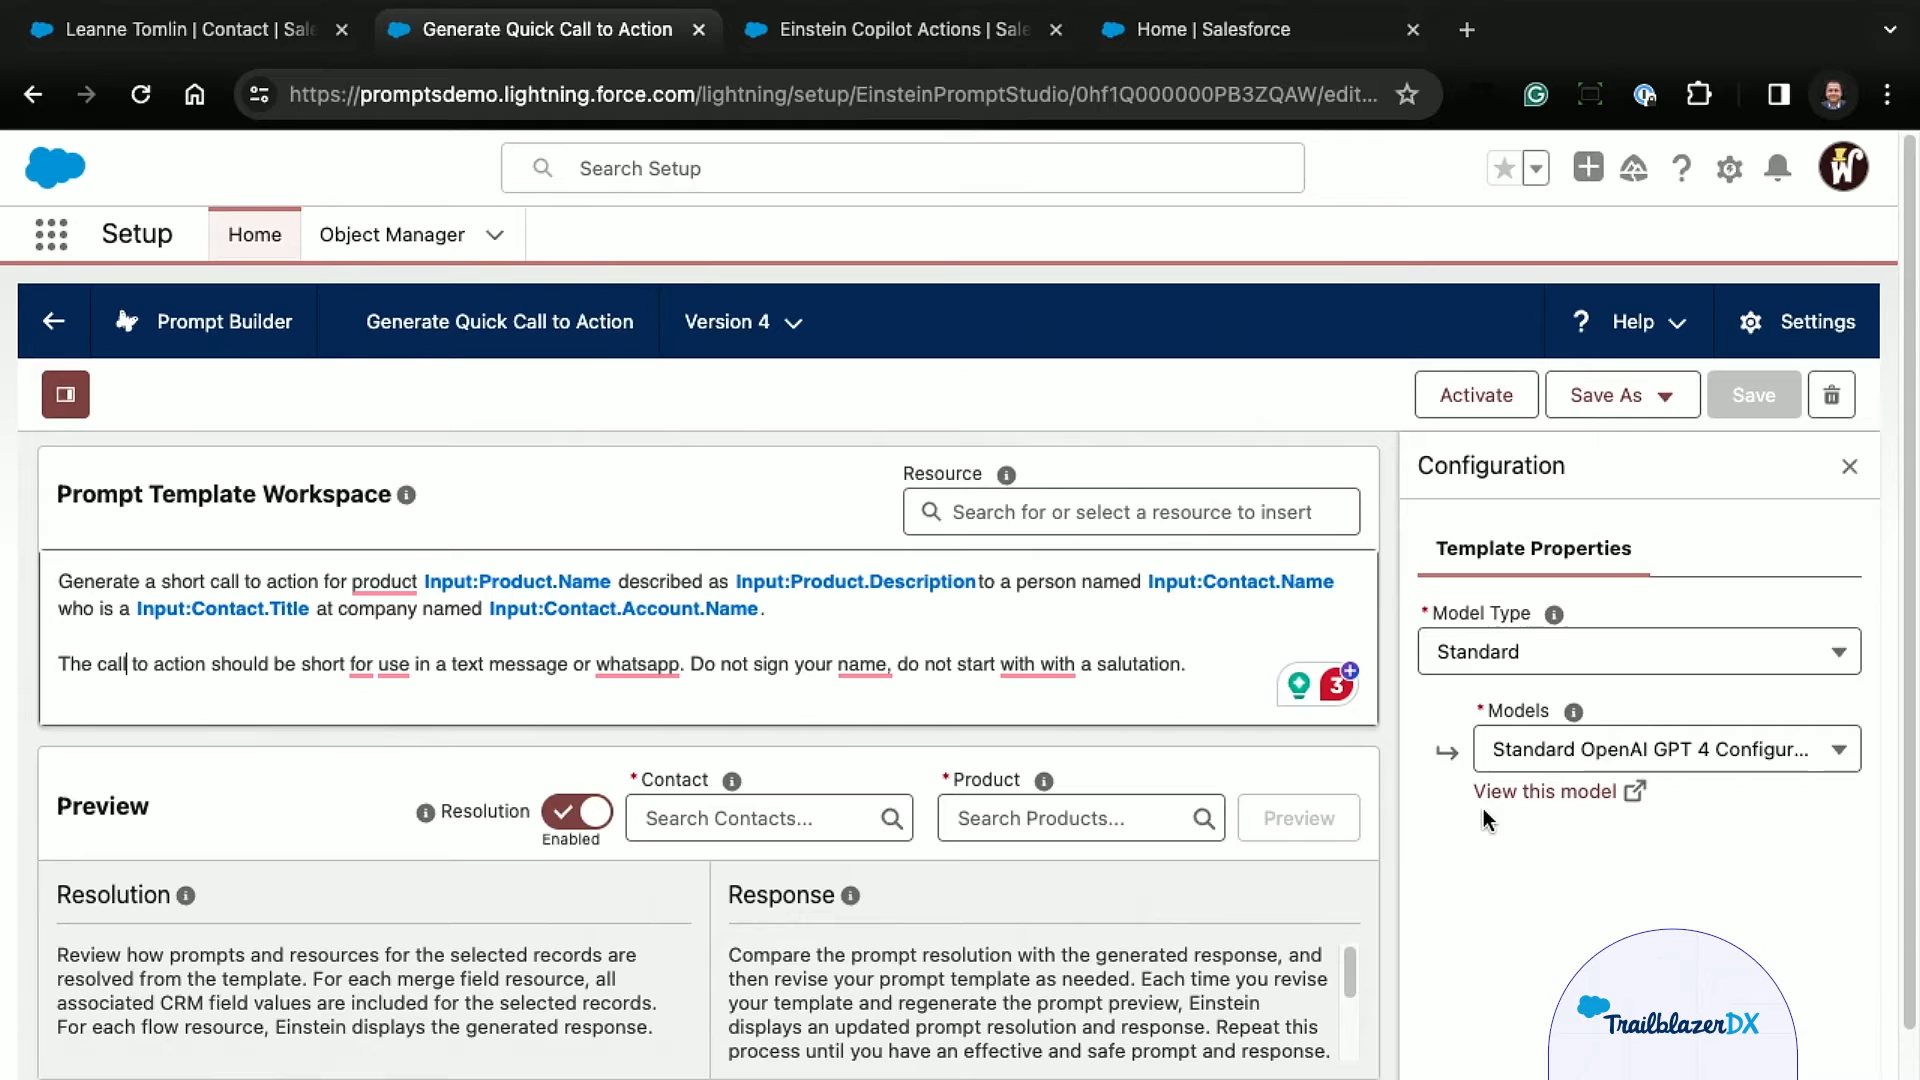 Leanne Tomlin | Contact | Sale
Generate Quick Call to Action
Einstein Copilot Actions | Sale
Home | Salesforce
https://promptsdemo.lightning.force.com/lightning/setup/EinsteinPromptStudio/0hf1Q000000PB3ZQAW/edit...
Search Setup
Setup
Home
Object Manager
Prompt Builder
Generate Quick Call to Action
Version 4
Help
Settings
Activate
Save As
Save
Prompt Template Workspace
Resource
Search for or select a resource to insert
Generate a short call to action for product Input:Product.Name described as Input:Product.Description to a person named Input:Contact.Name
who is a Input:Contact.Title at company named Input:Contact.Account.Name.
The call to action should be short for use in a text message or whatsapp. Do not sign your name, do not start with with a salutation.
3
Configuration
Template Properties
* Model Type
Standard
* Models
Standard OpenAI GPT 4 Configur...
View this model
Preview
Resolution
Enabled
* Contact
Search Contacts...
* Product
Search Products...
Preview
Resolution
Review how prompts and resources for the selected records are
resolved from the template. For each merge field resource, all
associated CRM field values are included for the selected records.
For each flow resource, Einstein displays the generated response.
Response
Compare the prompt resolution with the generated response, and
then revise your prompt template as needed. Each time you revise
your template and regenerate the prompt preview, Einstein
displays an updated prompt resolution and response. Repeat this
process until you have an effective and safe prompt and response.
TrailblazerDX